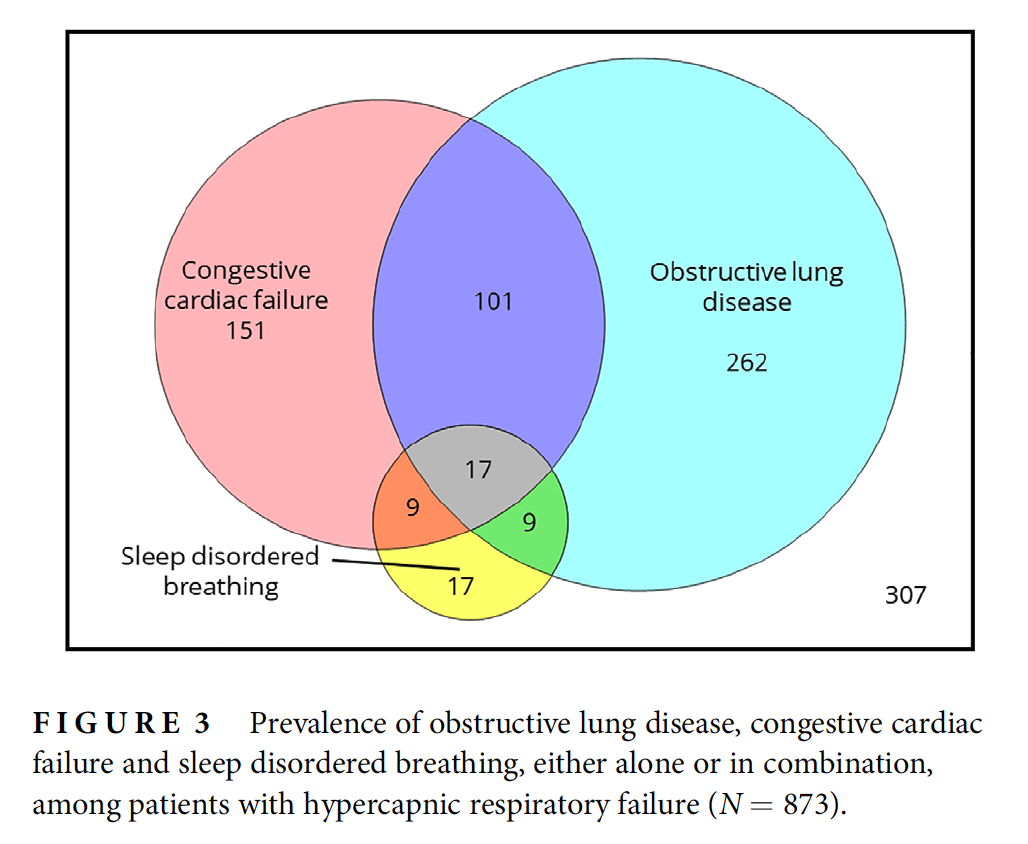 Congestive
cardiac failure
151
101
Obstructive lung
disease
262
17
9
9
Sleep disordered
breathing
17
307
FIGURE 3 Prevalence of obstructive lung disease, congestive cardiac
failure and sleep disordered breathing, either alone or in combination,
among patients with hypercapnic respiratory failure (N = 873).